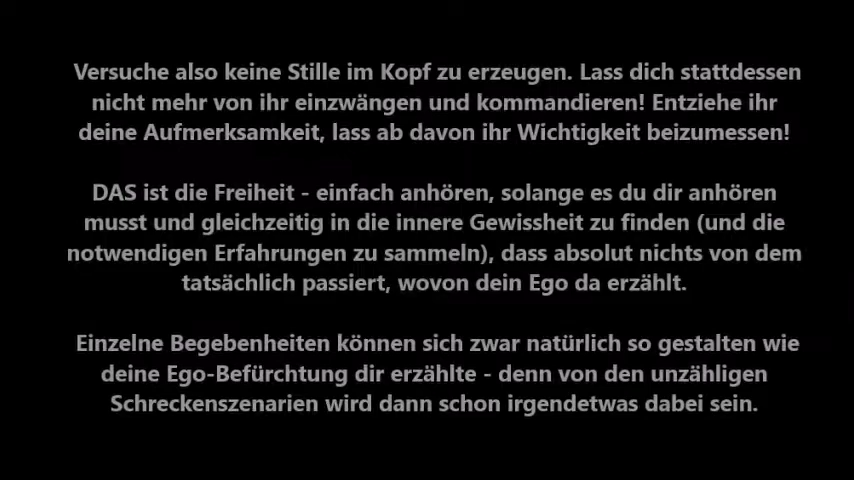 Versuche also keine Stille im Kopf zu erzeugen. Lass dich stattdessen
nicht mehr von ihr einzwängen und kommandieren! Entziehe ihr
deine Aufmerksamkeit, lass ab davon ihr Wichtigkeit beizumessen!
DAS ist die Freiheit - einfach anhören, solange es du dir anhören
musst und gleichzeitig in die innere Gewissheit zu finden (und die
notwendigen Erfahrungen zu sammeln), dass absolut nichts von dem
tatsächlich passiert, wovon dein Ego da erzählt.
Einzelne Begebenheiten können sich zwar natürlich so gestalten wie
deine Ego-Befürchtung dir erzählte - denn von den unzähligen
Schreckenszenarien wird dann schon irgendetwas dabei sein.